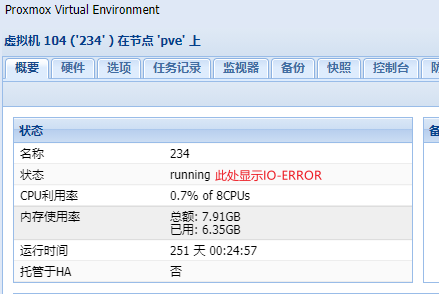 Proxmox Virtual Environment
虚拟机 104 ('234' ) 在节点 'pve' 上
概要 硬件 选项 任务记录 监视器 备份 快照 控制台
状态
名称 234
状态 running 此处显示IO-ERROR
CPU利用率 0.7% of 8CPUs
内存使用率 总额: 7.91GB
已用: 6.35GB
运行时间 251 天 00:24:57
托管于HA 否